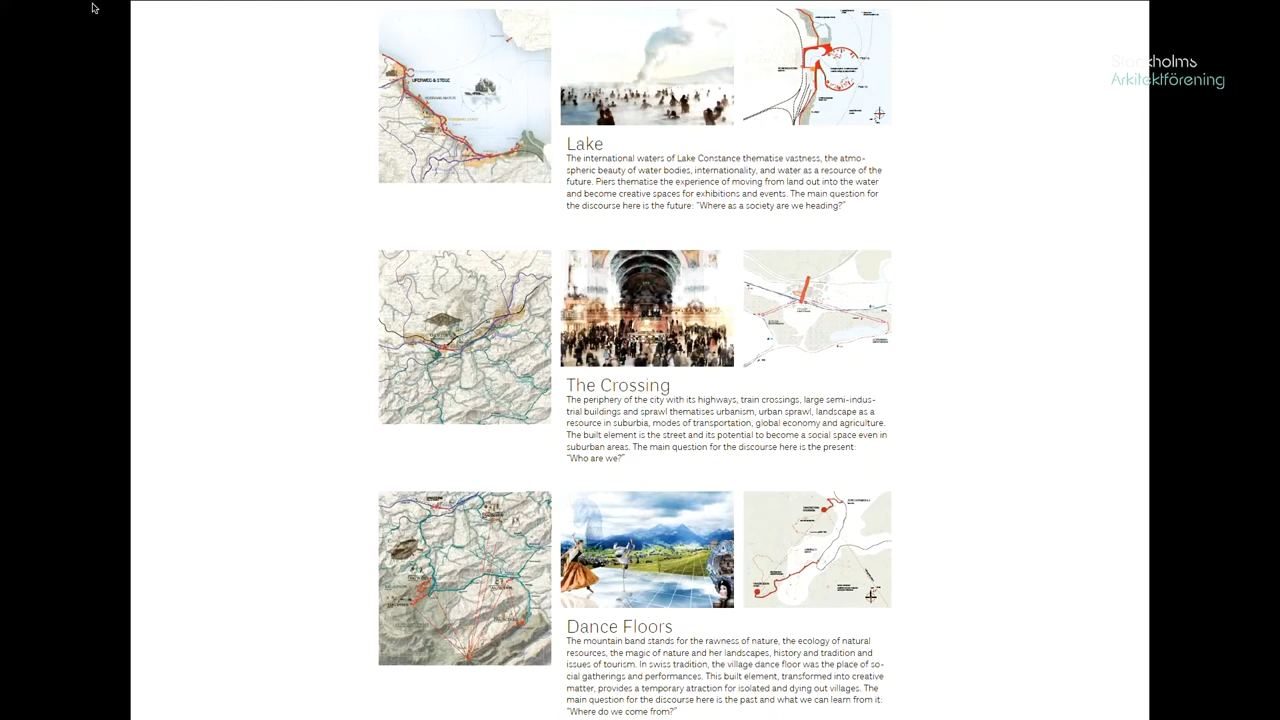 Stockholms
Arkitektförening
UFERWEG & STEGE
Lake
The international waters of Lake Constance thematise vastness, the atmo-
spheric beauty of water bodies, internationality, and water as a resource of the
future. Piers thematise the experience of moving from land out into the water
and become creative spaces for exhibitions and events. The main question for
the discourse here is the future: "Where as a society are we heading?"
The Crossing
The periphery of the city with its highways, train crossings, large semi-indus-
trial buildings and sprawl thematises urbanism, urban sprawl, landscape as a
resource in suburbia, modes of transportation, global economy and agriculture.
The built element is the street and its potential to become a social space even in
suburban areas. The main question for the discourse here is the present:
"Who are we?"
Dance Floors
The mountain band stands for the rawness of nature, the ecology of natural
resources, the magic of nature and her landscapes, history and tradition and
issues of tourism. In swiss tradition, the village dance floor was the place of so-
cial gatherings and performances. This built element, transformed into creative
matter, provides a temporary atraction for isolated and dying out villages. The
main question for the discourse here is the past and what we can learn from it:
"Where do we come from?"